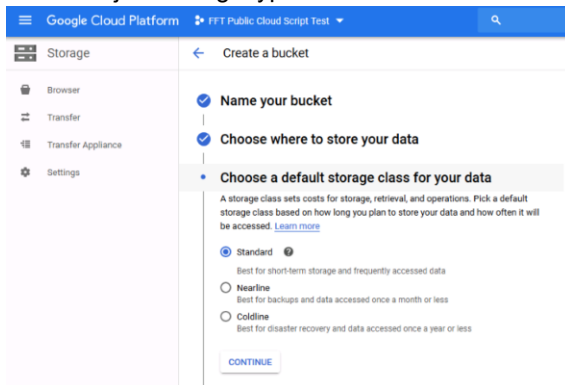 Google Cloud Platform
FFT Public Cloud Script Test
Storage
Create a bucket
Browser
Transfer
Transfer Appliance
Settings
Name your bucket
Choose where to store your data
Choose a default storage class for your data
A storage class sets costs for storage, retrieval, and operations. Pick a default
storage class based on how long you plan to store your data and how often it will
be accessed. Learn more
Standard
Best for short-term storage and frequently accessed data
Nearline
Best for backups and data accessed once a month or less
Coldline
Best for disaster recovery and data accessed once a year or less
CONTINUE